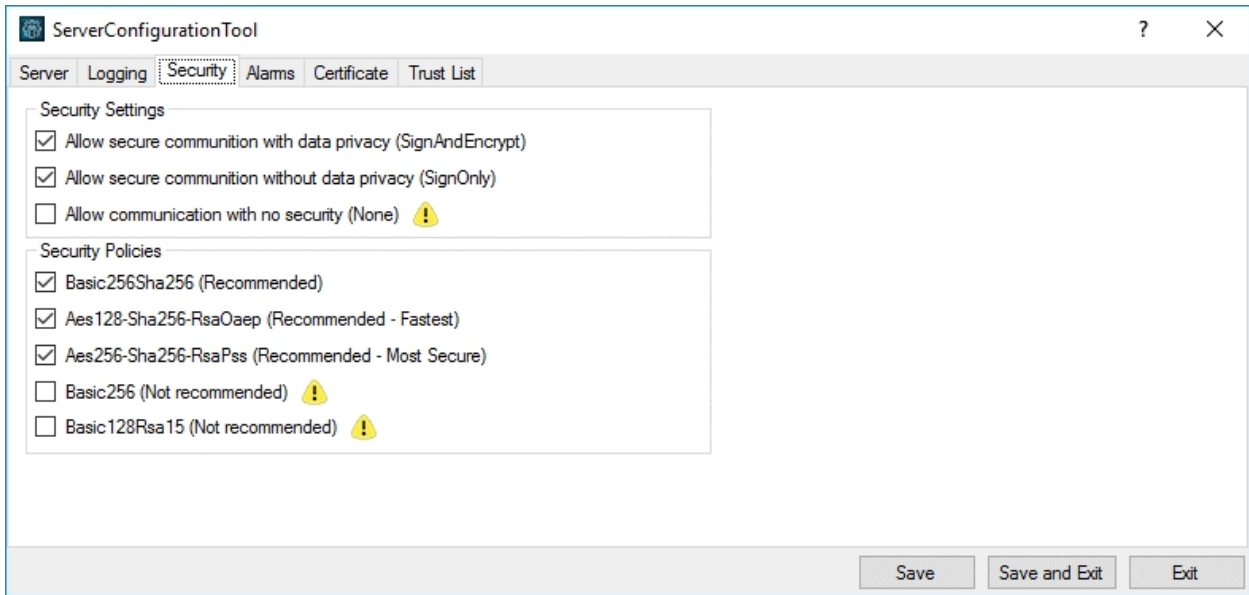 ServerConfigurationTool
?
Server Logging Security Alarms Certificate Trust List
Security Settings
Allow secure communition with data privacy (SignAndEncrypt)
Allow secure communition without data privacy (SignOnly)
Allow communication with no security (None)
Security Policies
Basic256Sha256 (Recommended)
Aes128-Sha256-RsaOaep (Recommended - Fastest)
Aes256-Sha256-RsaPss (Recommended - Most Secure)
Basic256 (Not recommended)
Basic128Rsa15 (Not recommended)
Save Save and Exit Exit